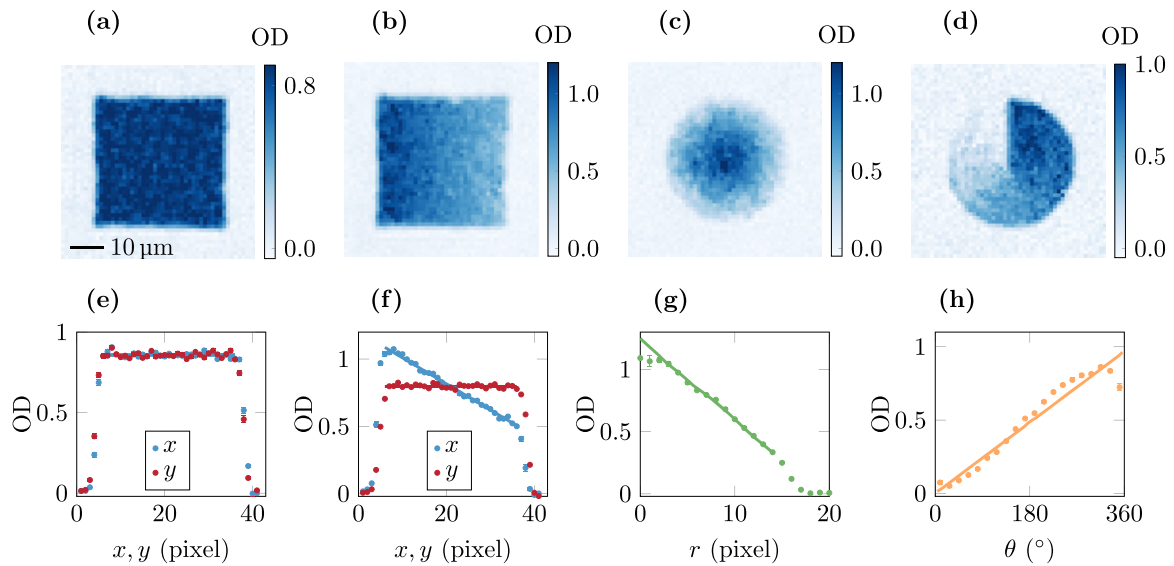 (a) (b) (c) (d)
OD OD OD OD
0.8 1.0 1.0 1.0
0.5 0.5 0.5
0.0 0.0 0.0 0.0
10 µm
(e) (f) (g) (h)
OD
1
0.5
0
x
y
0 20 40
x, y (pixel)
OD
1
0.5
0
x
y
0 20 40
x, y (pixel)
OD
1
0.5
0
0 10 20
r (pixel)
OD
1
0.5
0
0 180 360
θ (°)